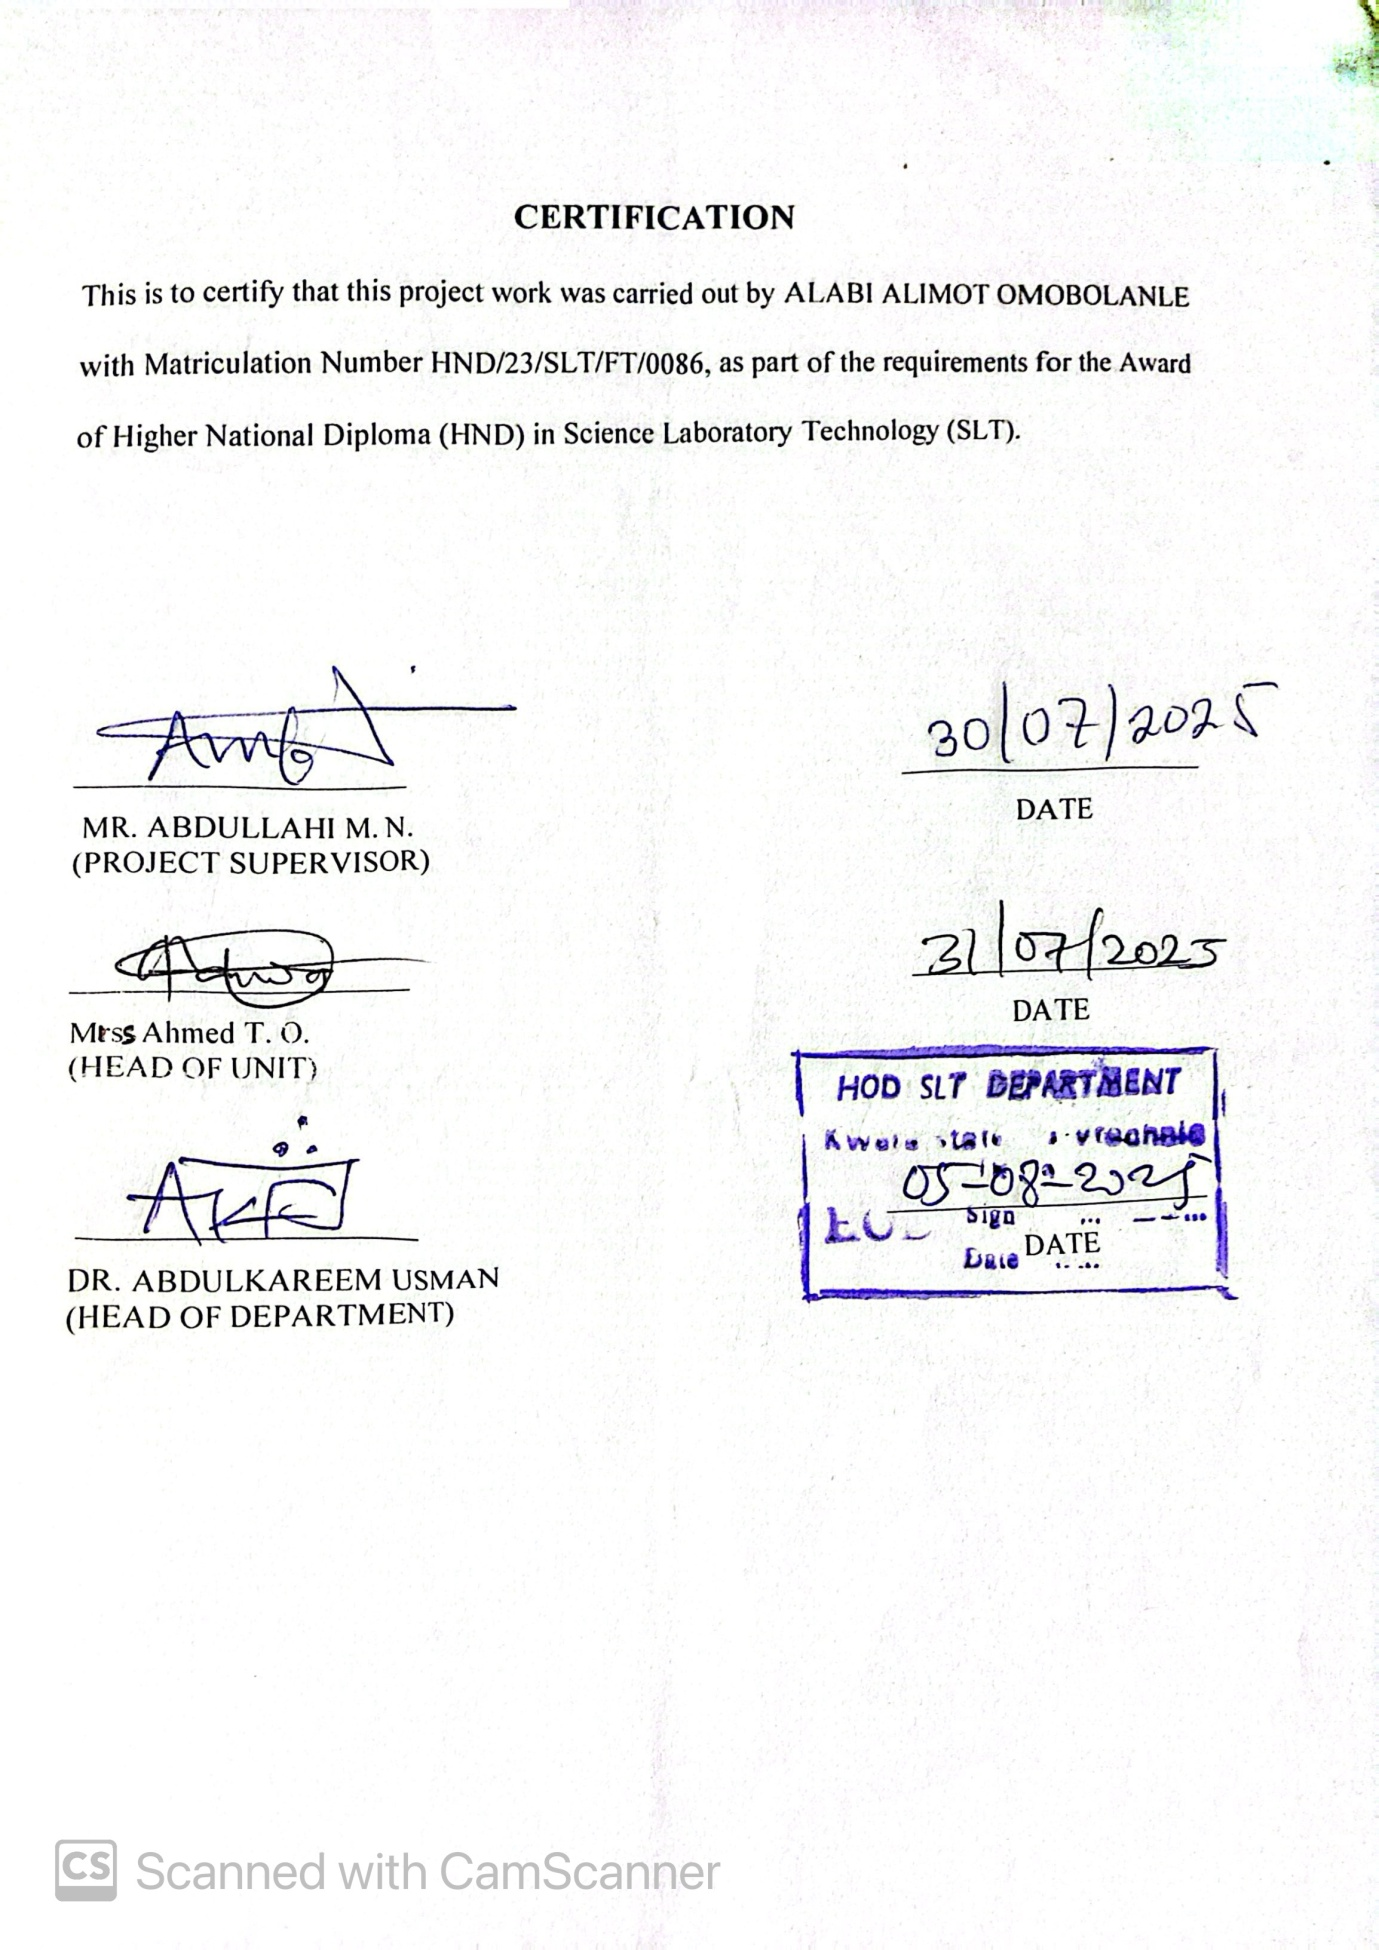 CERTIFICATION
This is to certify that this project work was carried out by ALABI ALIMOT OMOBOLANLE
with Matriculation Number HND/23/SLT/FT/0086, as part of the requirements for the Award
of Higher National Diploma (HND) in Science Laboratory Technology (SLT).
30/07/2025
DATE
MR. ABDULLAHI M. N.
(PROJECT SUPERVISOR)
31/07/2025
DATE
Ahmed T. O.
(HEAD OF UNIT)
HOD SLT DEPARTMENT
05-08-2025
Sign
DATE
Date
DR. ABDULKAREEM USMAN
(HEAD OF DEPARTMENT)
CS Scanned with CamScanner